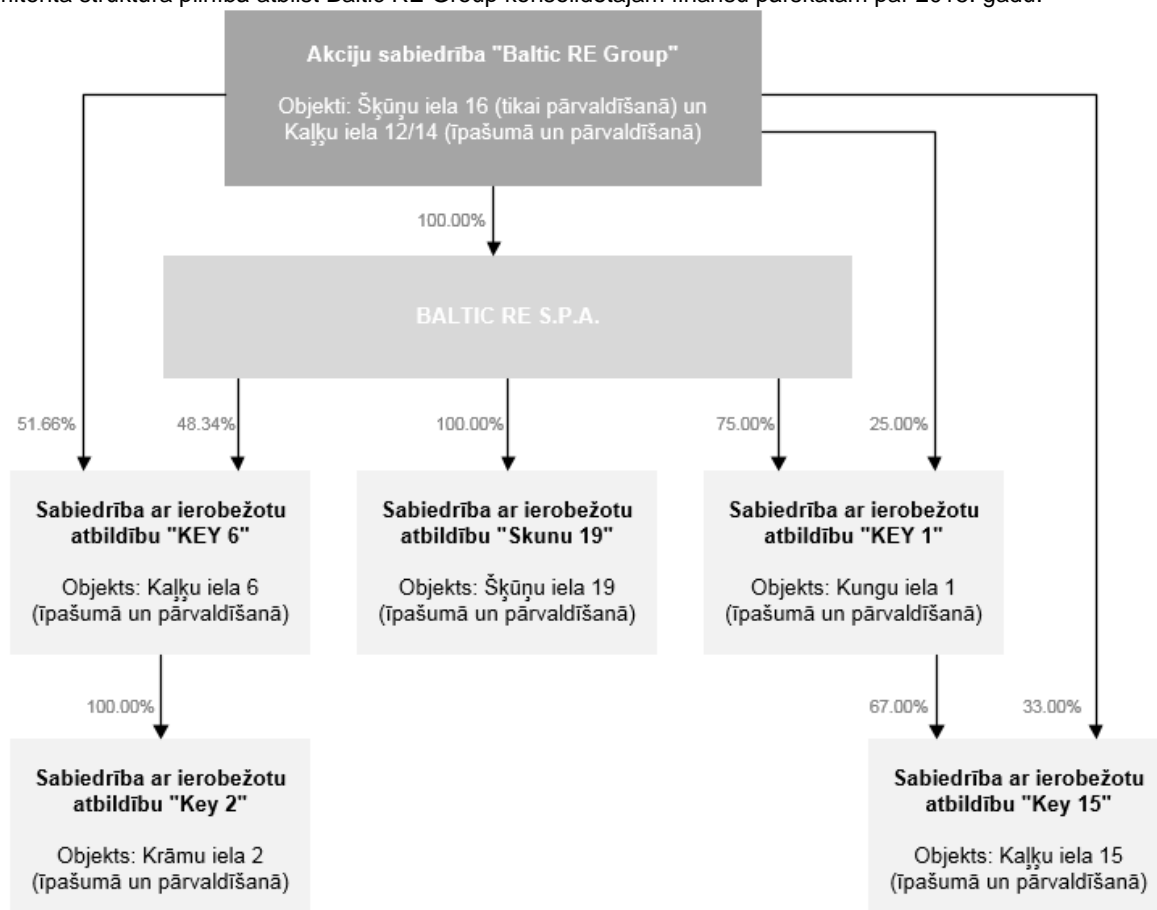 Akciju sabiedrība "Baltic RE Group"
Objekti: Šķūņu iela 16 (tikai pārvaldīšanā) un
Kaļķu iela 12/14 (īpašumā un pārvaldīšanā)
100.00%
BALTIC RE S.P.A.
51.66%
48.34%
100.00%
75.00%
25.00%
Sabiedrība ar ierobežotu
atbildību "KEY 6"
Objekts: Kaļķu iela 6
(īpašumā un pārvaldīšanā)
Sabiedrība ar ierobežotu
atbildību "Skunu 19"
Objekts: Šķūņu iela 19
(īpašumā un pārvaldīšanā)
Sabiedrība ar ierobežotu
atbildību "KEY 1"
Objekts: Kungu iela 1
(īpašumā un pārvaldīšanā)
100.00%
67.00%
33.00%
Sabiedrība ar ierobežotu
atbildību "Key 2"
Objekts: Krāmu iela 2
(īpašumā un pārvaldīšanā)
Sabiedrība ar ierobežotu
atbildību "Key 15"
Objekts: Kaļķu iela 15
(īpašumā un pārvaldīšanā)